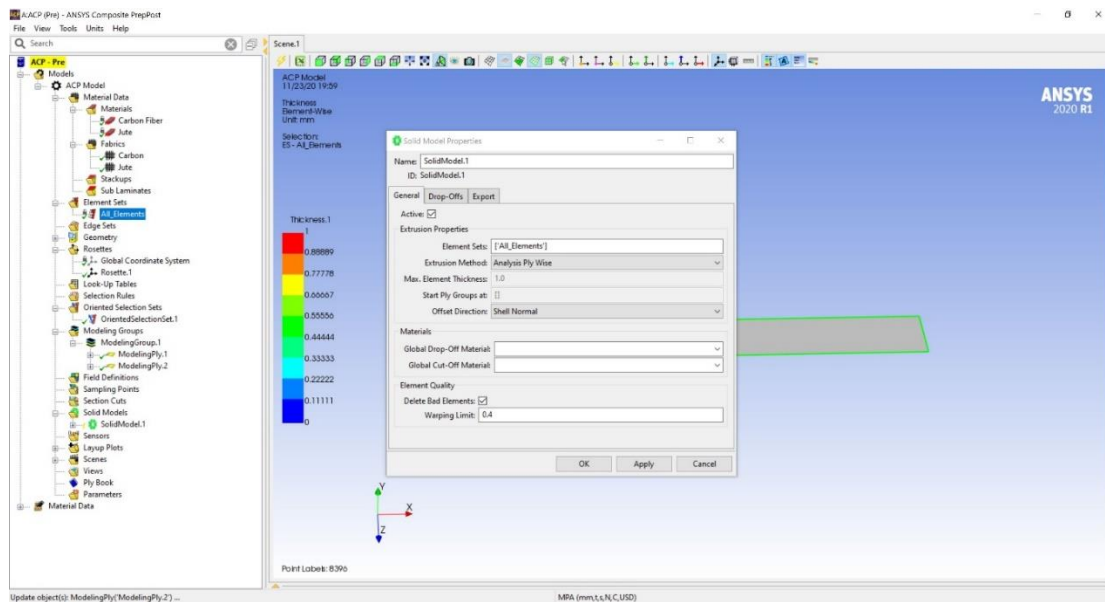 A:ACP (Pre) - ANSYS Composite PrepPost
File View Tools Units Help
Search
Scene.1
ACP - Pre
Models
ACP Model
Material Data
Materials
Carbon Fiber
Jute
Fabrics
Carbon
Jute
Stackups
Sub Laminates
Element Sets
All_Elements
Edge Sets
Geometry
Rosettes
Global Coordinate System
Rosette.1
Look-Up Tables
Selection Rules
Oriented Selection Sets
OrientedSelectionSet.1
Modeling Groups
ModelingGroup.1
ModelingPly.1
ModelingPly.2
Field Definitions
Sampling Points
Section Cuts
Solid Models
SolidModel.1
Sensors
Layup Plots
Scenes
Views
Ply Book
Parameters
Material Data
ACP Model
11/23/20 19:59
Thickness
Element-Wise
Unit: mm
Selection:
ES - All_Elements
Thickness.1
1
0.88889
0.77778
0.66667
0.55556
0.44444
0.33333
0.22222
0.11111
0
ANSYS
2020 R1
Solid Model Properties
Name: SolidModel.1
ID: SolidModel.1
General Drop-Offs Export
Active:
Extrusion Properties
Element Sets: ['All_Elements']
Extrusion Method: Analysis Ply Wise
Max. Element Thickness: 1.0
Start Ply Groups at: []
Offset Direction: Shell Normal
Materials
Global Drop-Off Material:
Global Cut-Off Material:
Element Quality
Delete Bad Elements:
Warping Limit: 0.4
OK Apply Cancel
Y
X
Z
Point Labels: 8396
Update object(s): ModelingPly('ModelingPly.2') ...
MPA (mm,t,s,N,C,USD)